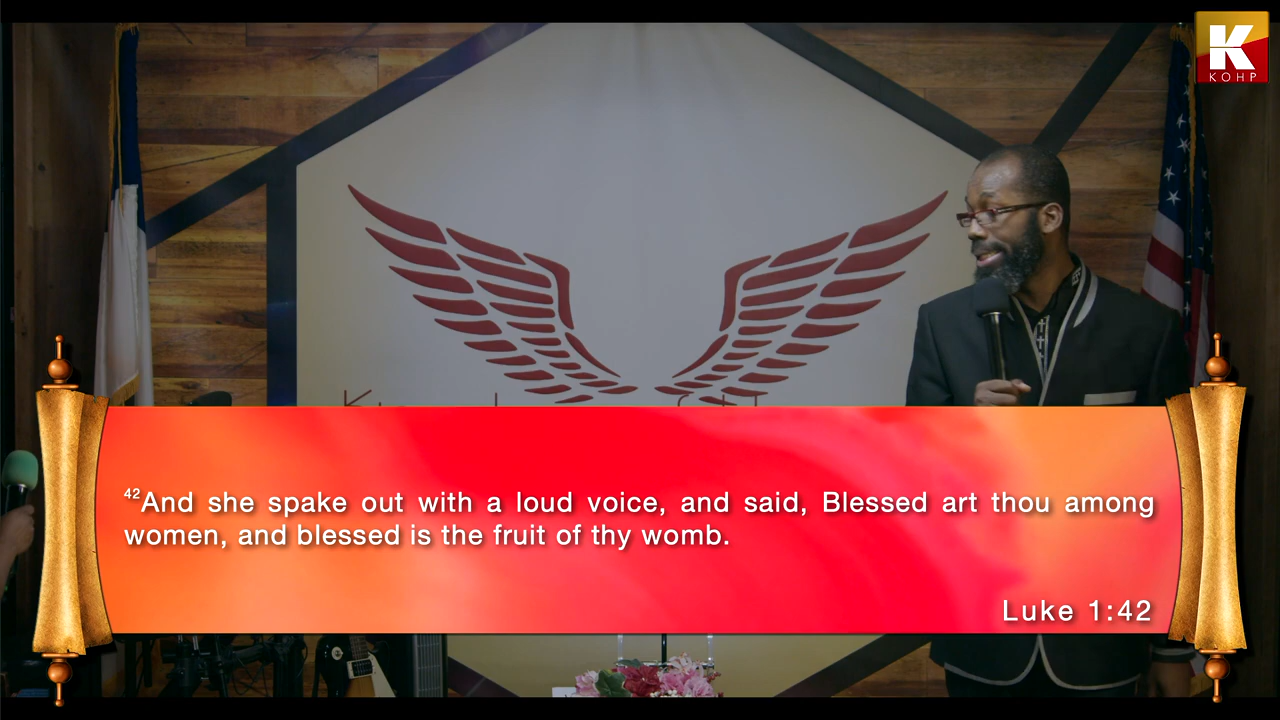 K
KOHP
42And she spake out with a loud voice, and said, Blessed art thou among
women, and blessed is the fruit of thy womb.
Luke 1:42